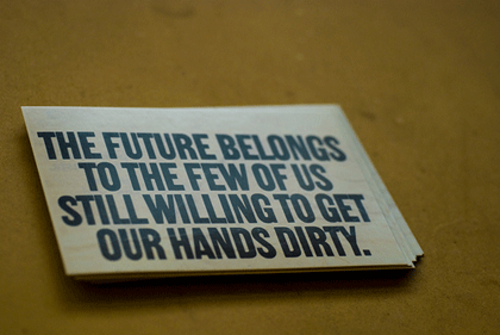 THE FUTURE BELONGS
TO THE FEW OF US
STILL WILLING TO GET
OUR HANDS DIRTY.